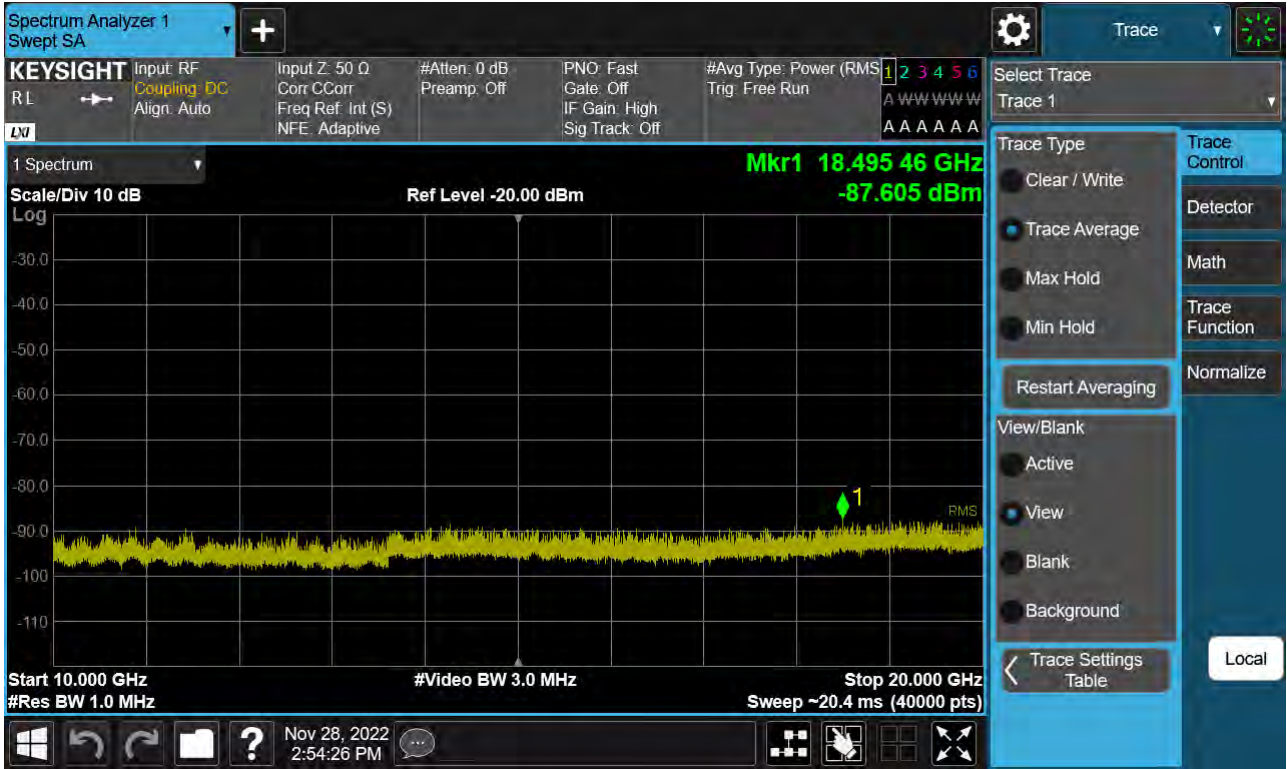 Spectrum Analyzer 1
Swept SA
Trace
KEYSIGHT
RL
LXI
Input: RF
Coupling: DC
Align: Auto
Input Z: 50 Ω
Corr CCorr
Freq Ref: Int (S)
NFE: Adaptive
#Atten: 0 dB
Preamp: Off
PNO: Fast
Gate: Off
IF Gain: High
Sig Track: Off
#Avg Type: Power (RMS
Trig: Free Run
1 2 3 4 5 6
A W W W W W
A A A A A A
Select Trace
Trace 1
1 Spectrum
Scale/Div 10 dB
Ref Level -20.00 dBm
Mkr1 18.495 46 GHz
-87.605 dBm
Log
-30.0
-40.0
-50.0
-60.0
-70.0
-80.0
-90.0
-100
-110
1
RMS
Start 10.000 GHz
#Res BW 1.0 MHz
#Video BW 3.0 MHz
Stop 20.000 GHz
Sweep ~20.4 ms (40000 pts)
Trace Type
Clear / Write
Trace Average
Max Hold
Min Hold
Restart Averaging
View/Blank
Active
View
Blank
Background
Trace Settings
Table
Trace
Control
Detector
Math
Trace
Function
Normalize
Local
?
Nov 28, 2022
2:54:26 PM